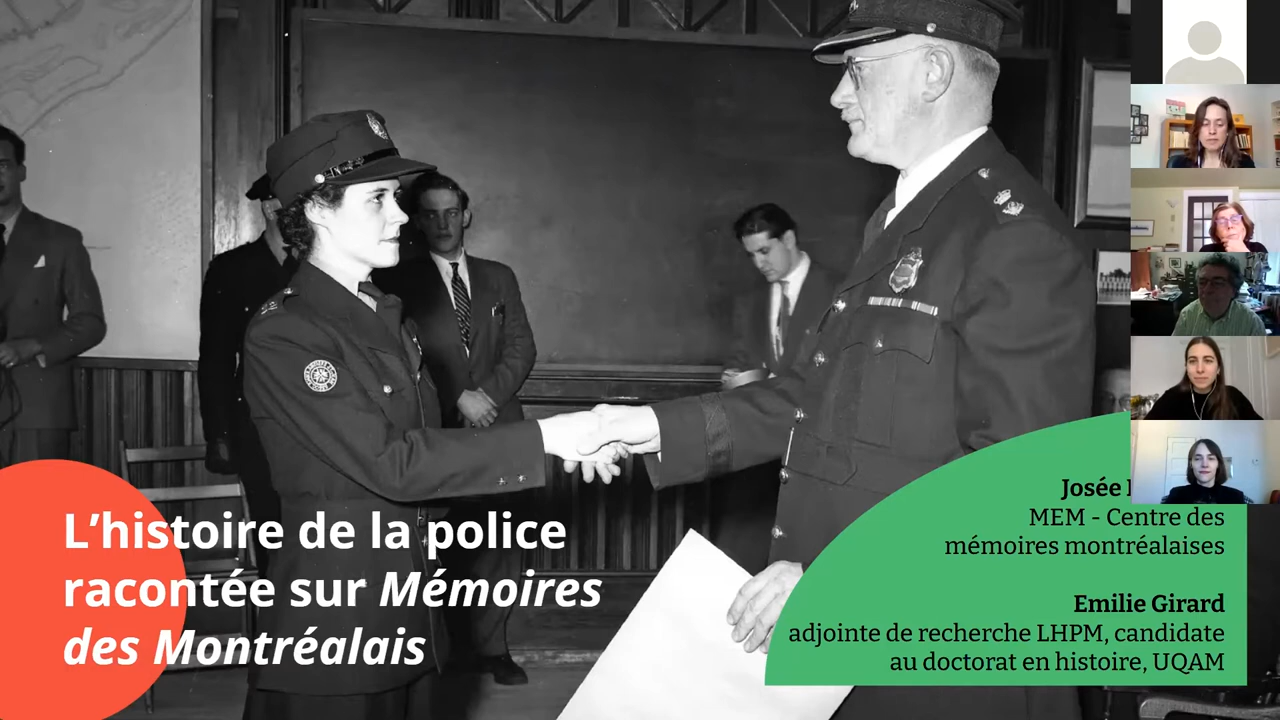 L’histoire de la police
racontée sur Mémoires
des Montréalais
Josée
MEM - Centre des
mémoires montréalaises
Emilie Girard
adjointe de recherche LHPM, candidate
au doctorat en histoire, UQAM